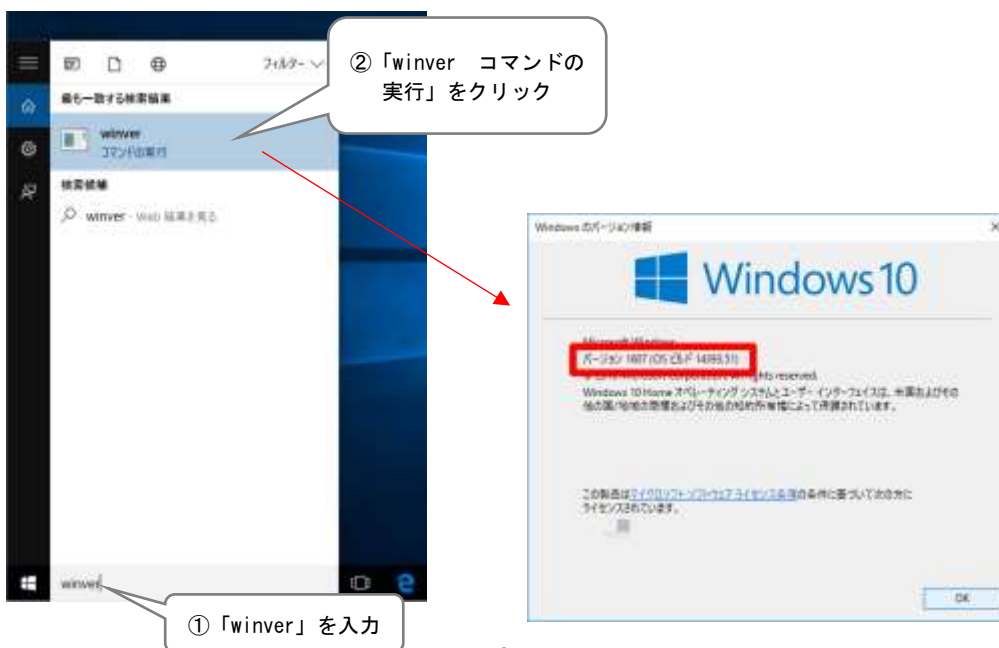 ②「winver　コマンドの
実行」をクリック
フィルター
最も一致する検索結果
winver
コマンドの実行
検索候補
winver - Web 結果を見る
winver
①「winver」を入力
Windows のバージョン情報
Windows 10
Microsoft Windows
バージョン 1607 (OS ビルド 14393.51)
Microsoft Corporation. All rights reserved.
Windows 10 Home オペレーティング システムとユーザー インターフェイスは、米国およびその
他の国/地域の商標およびその他の知的所有権によって保護されています。
この製品はマイクロソフト ソフトウェア ライセンス条項の条件に基づいて次の方に
ライセンスされています。
OK